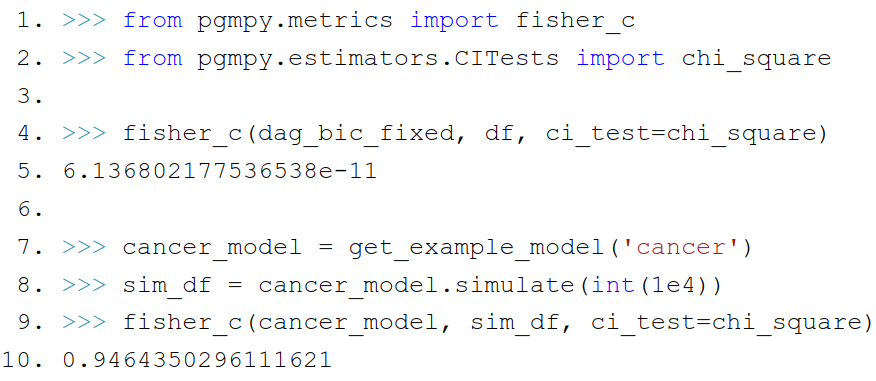 1. >>> from pgmpy.metrics import fisher_c
2. >>> from pgmpy.estimators.CITests import chi_square
3.
4. >>> fisher_c(dag_bic_fixed, df, ci_test=chi_square)
5. 6.136802177536538e-11
6.
7. >>> cancer_model = get_example_model('cancer')
8. >>> sim_df = cancer_model.simulate(int(1e4))
9. >>> fisher_c(cancer_model, sim_df, ci_test=chi_square)
10. 0.9464350296111621